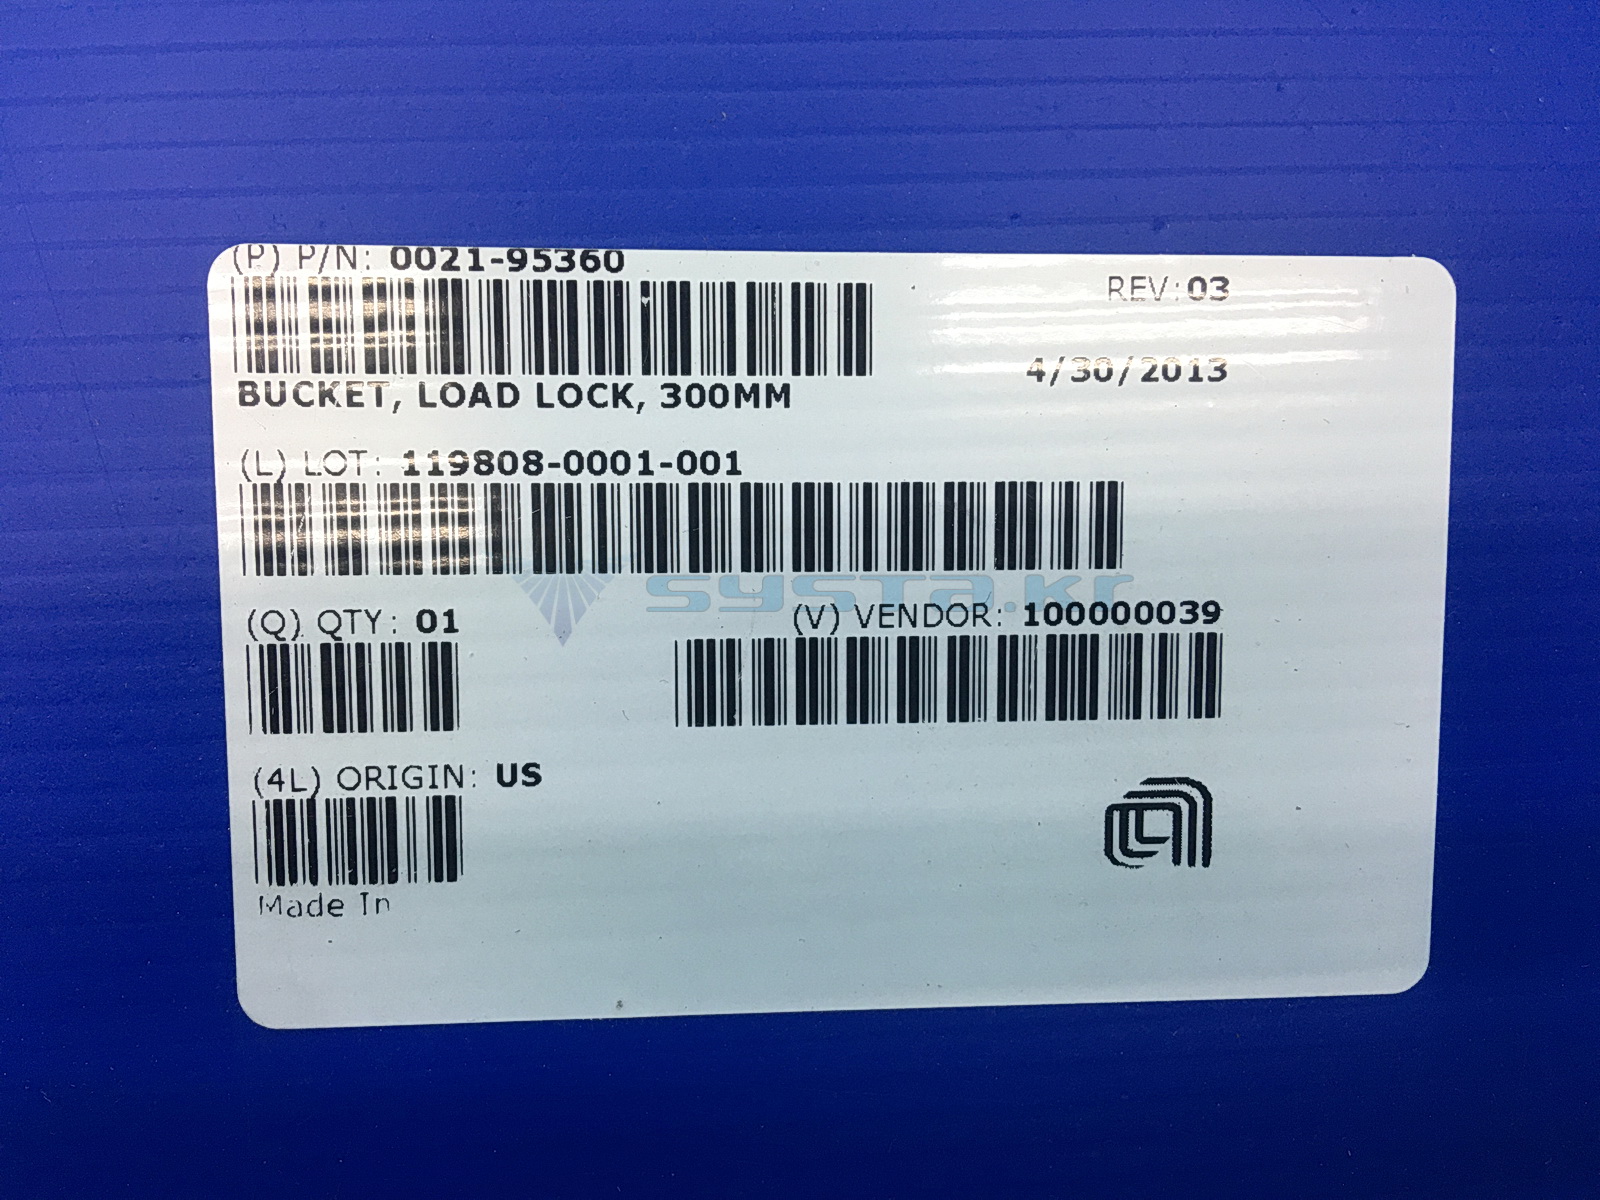 (P) P/N: 0021-95360
REV:03
4/30/2013
BUCKET, LOAD LOCK, 300MM
(L) LOT: 119808-0001-001
systa.kr
(Q) QTY: 01
(V) VENDOR: 100000039
(4L) ORIGIN: US
Made In